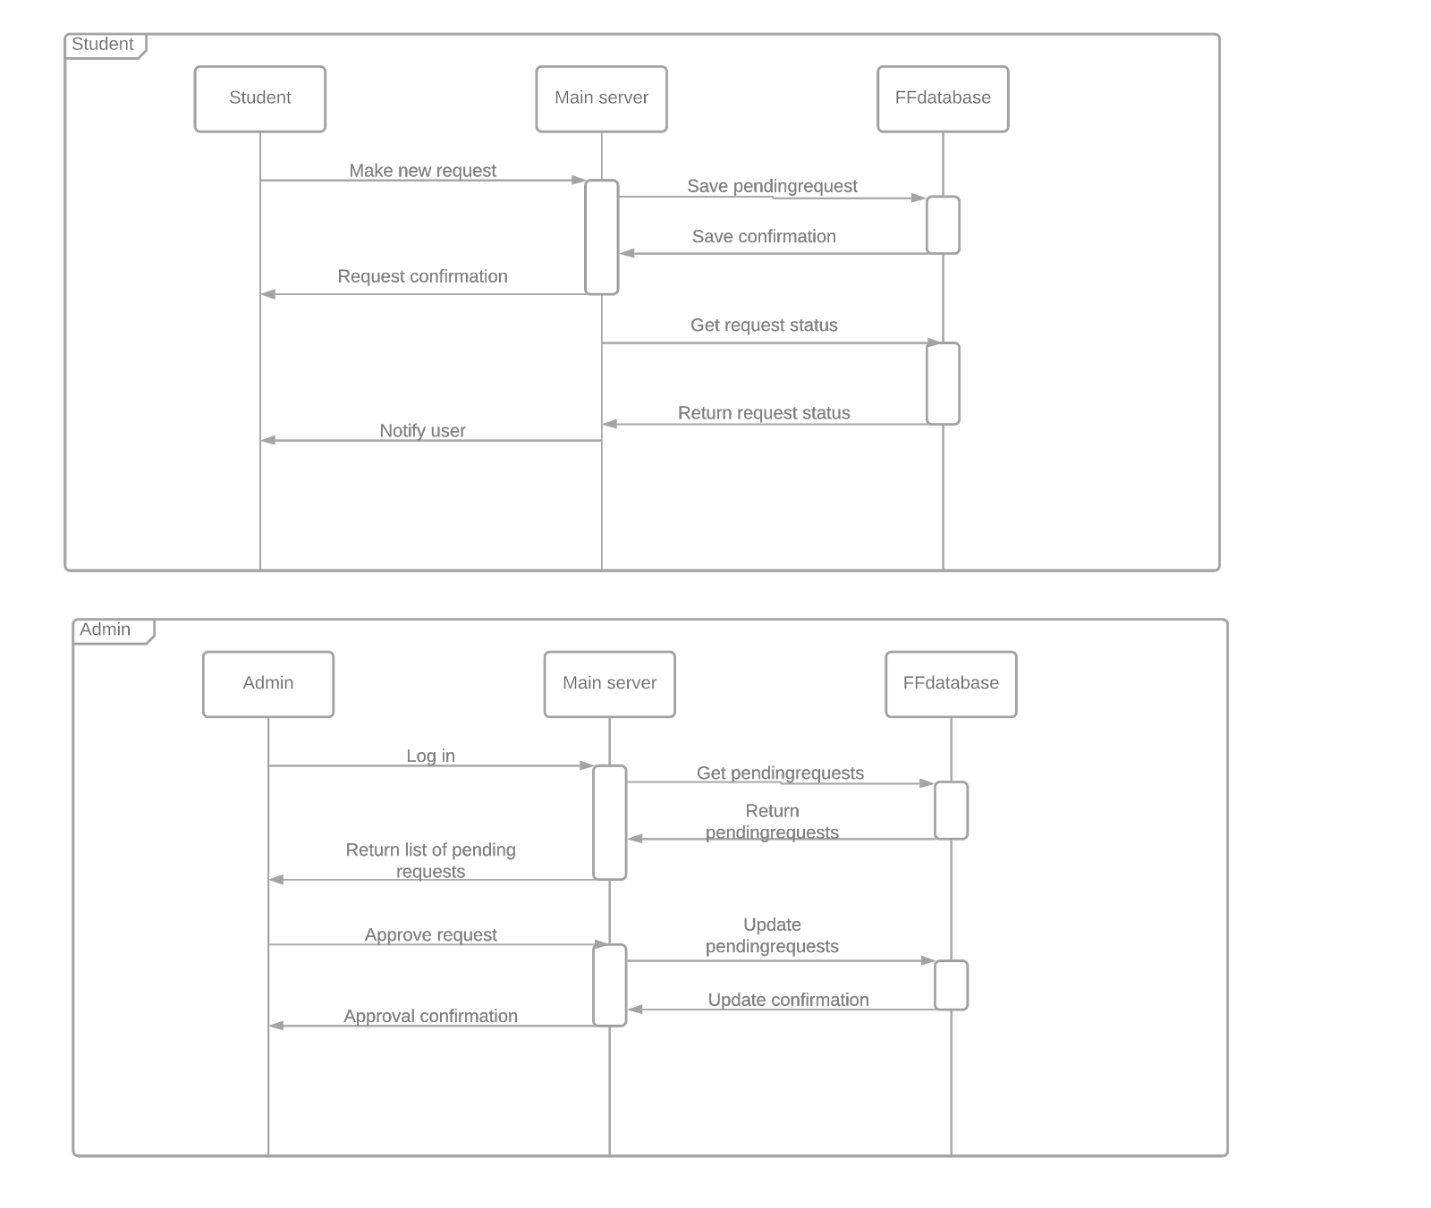 Student
Student
Main server
FFdatabase
Make new request
Save pendingrequest
Save confirmation
Request confirmation
Get request status
Return request status
Notify user
Admin
Admin
Main server
FFdatabase
Log in
Get pendingrequests
Return
pendingrequests
Return list of pending
requests
Approve request
Update
pendingrequests
Update confirmation
Approval confirmation